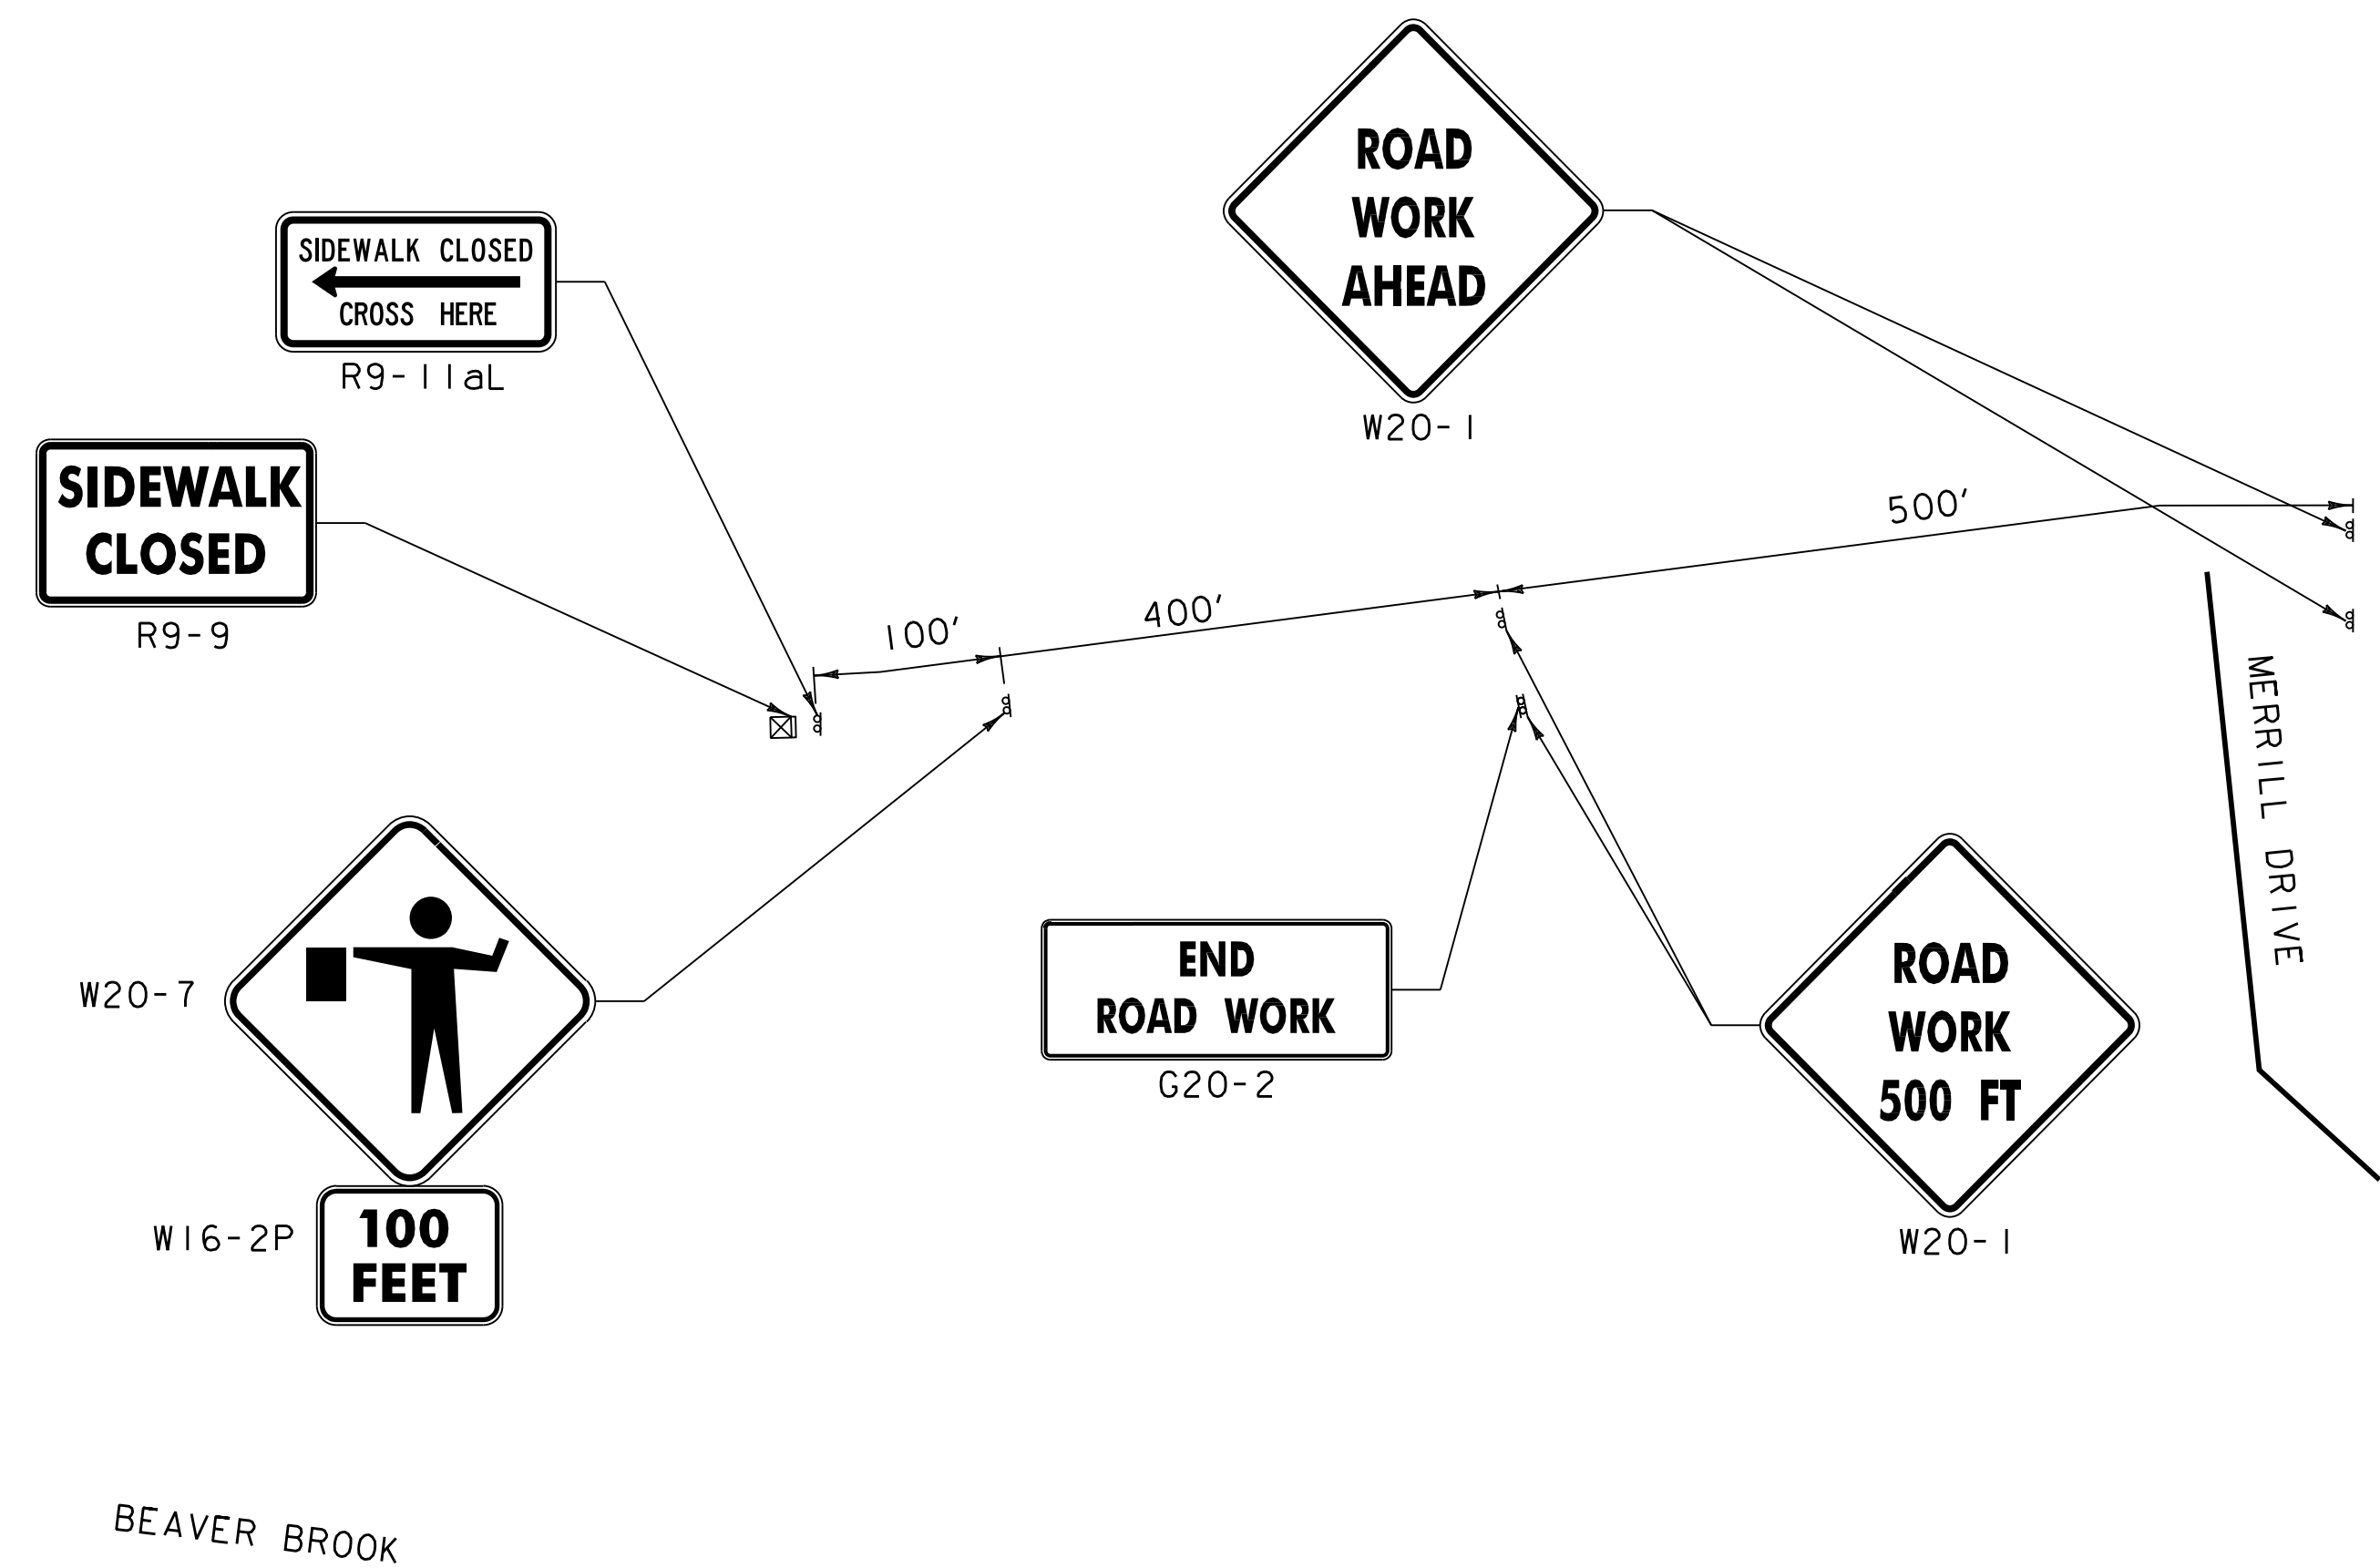 ROAD
WORK
AHEAD
W20-1
SIDEWALK CLOSED
CROSS HERE
R9-11aL
SIDEWALK
CLOSED
R9-9
500'
400'
100'
MERRILL DRIVE
W20-7
100
FEET
W16-2P
END
ROAD WORK
G20-2
ROAD
WORK
500 FT
W20-1
BEAVER BROOK